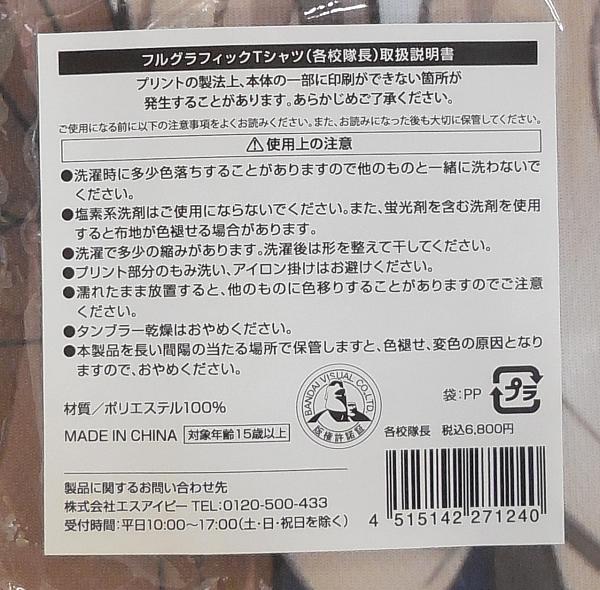 フルグラフィックTシャツ(各校隊長)取扱説明書
プリントの製法上、本体の一部に印刷ができない箇所が
発生することがあります。あらかじめご了承ください。
ご使用になる前に以下の注意事項をよくお読みください。また、お読みになった後も大切に保管してください。
⚠使用上の注意
●洗濯時に多少色落ちすることがありますので他のものと一緒に洗わないで
ください。
●塩素系洗剤はご使用にならないでください。また、蛍光剤を含む洗剤を使用
すると布地が色褪せる場合があります。
●洗濯で多少の縮みがあります。洗濯後は形を整えて干してください。
●プリント部分のもみ洗い、アイロン掛けはお避けください。
●濡れたまま放置すると、他のものに色移りすることがありますのでご注意
ください。
●タンブラー乾燥はおやめください。
●本製品を長い間陽の当たる場所で保管しますと、色褪せ、変色の原因となり
ますので、おやめください。
材質/ポリエステル100%
MADE IN CHINA 対象年齢15歳以上
BANDAI VISUAL CO.,LTD.
版権許諾証
袋:PP プラ
各校隊長 税込6,800円
製品に関するお問い合わせ先
株式会社エスアイピー TEL:0120-500-433
受付時間:平日10:00〜17:00(土・日・祝日を除く)
4 515142 271240